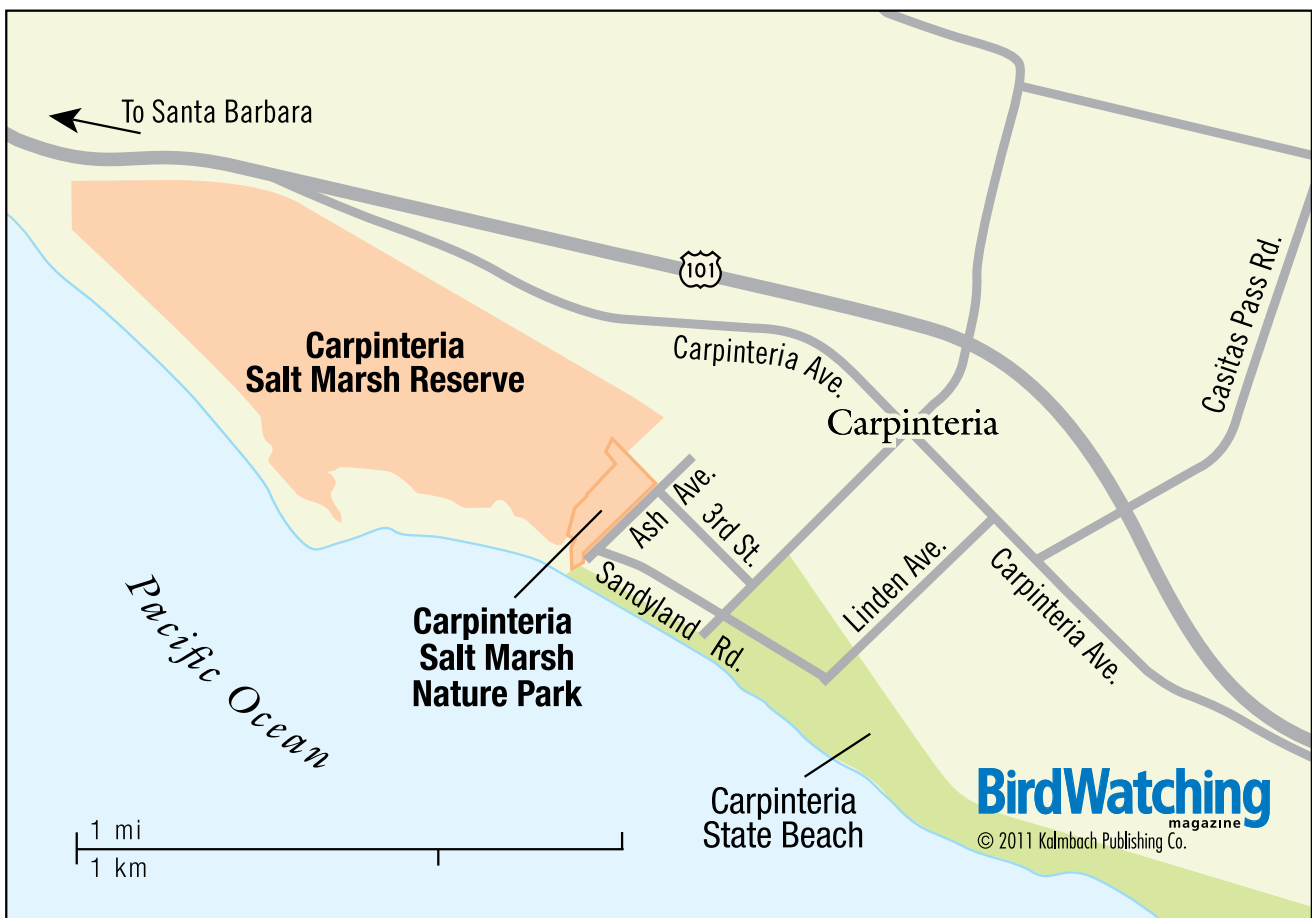 To Santa Barbara
101
Carpinteria
Salt Marsh Reserve
Carpinteria Ave.
Casitas Pass Rd.
Carpinteria
Ash Ave.
3rd St.
Sandyland Rd.
Linden Ave.
Carpinteria Ave.
Carpinteria
Salt Marsh
Nature Park
Pacific Ocean
Carpinteria
State Beach
1 mi
1 km
BirdWatching
magazine
© 2011 Kalmbach Publishing Co.